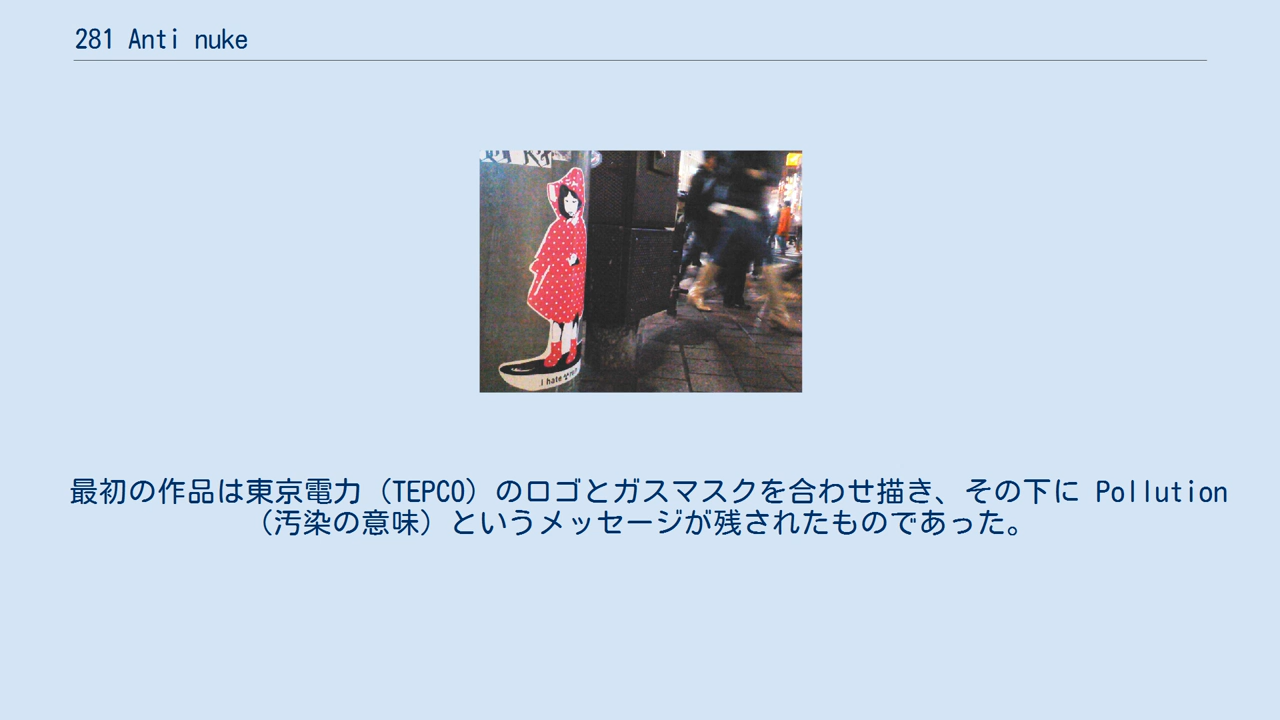 281 Anti nuke
i hate
最初の作品は東京電力（TEPCO）のロゴとガスマスクを合わせ描き、その下に Pollution
（汚染の意味）というメッセージが残されたものであった。